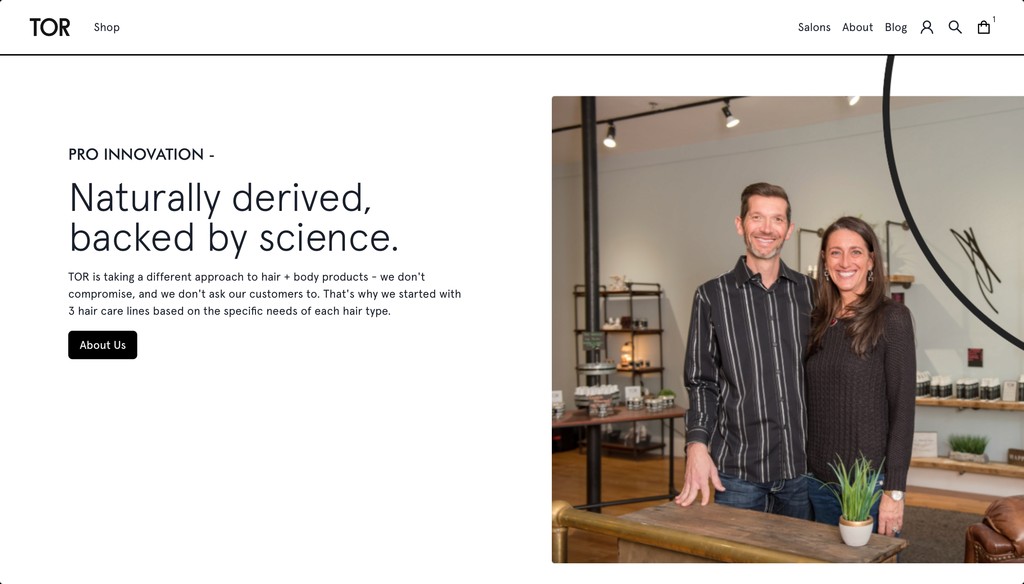 TOR
Shop
Salons
About
Blog
1
PRO INNOVATION -
Naturally derived,
backed by science.
TOR is taking a different approach to hair + body products - we don't
compromise, and we don't ask our customers to. That's why we started with
3 hair care lines based on the specific needs of each hair type.
About Us